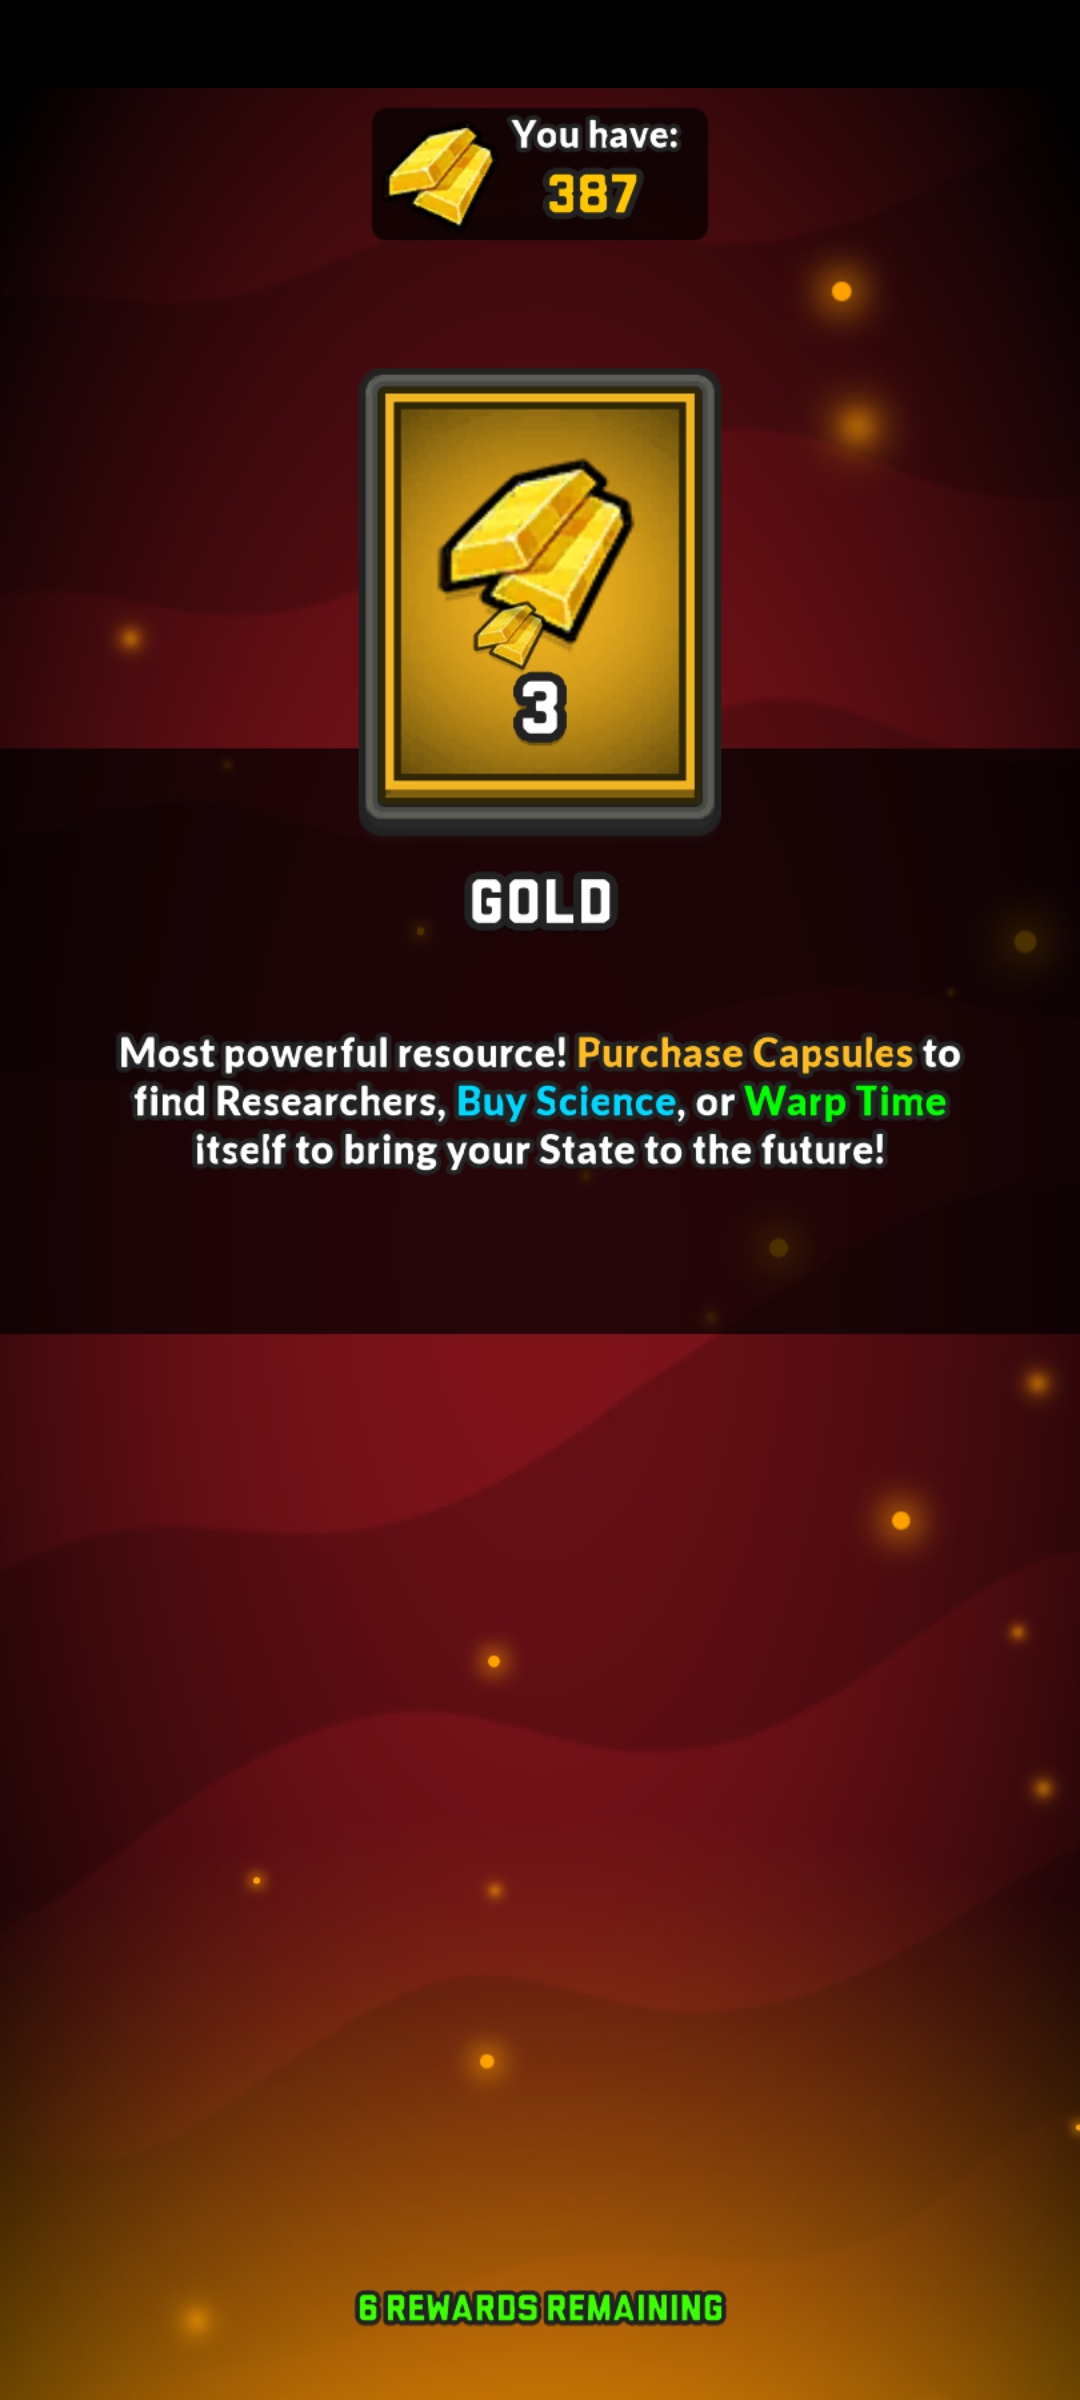 You have:
387
3
GOLD
Most powerful resource! Purchase Capsules to
find Researchers, Buy Science, or Warp Time
itself to bring your State to the future!
6 REWARDS REMAINING